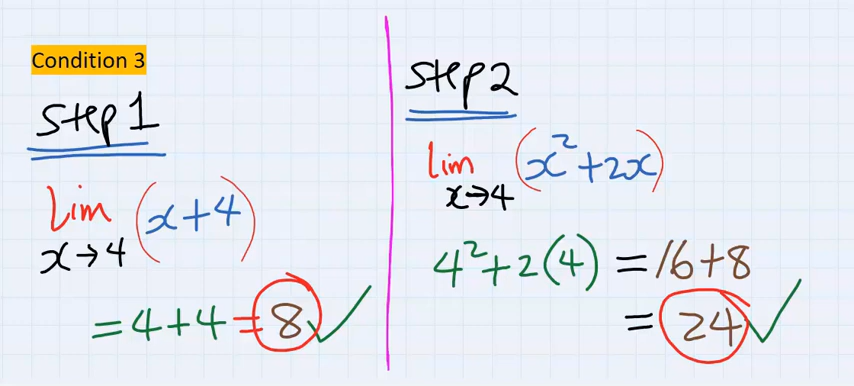 Condition 3
Step 1
lim (x+4)
x→4
=4+4=8✓
Step 2
lim (x²+2x)
x→4
4²+2(4) =16+8
= 24✓